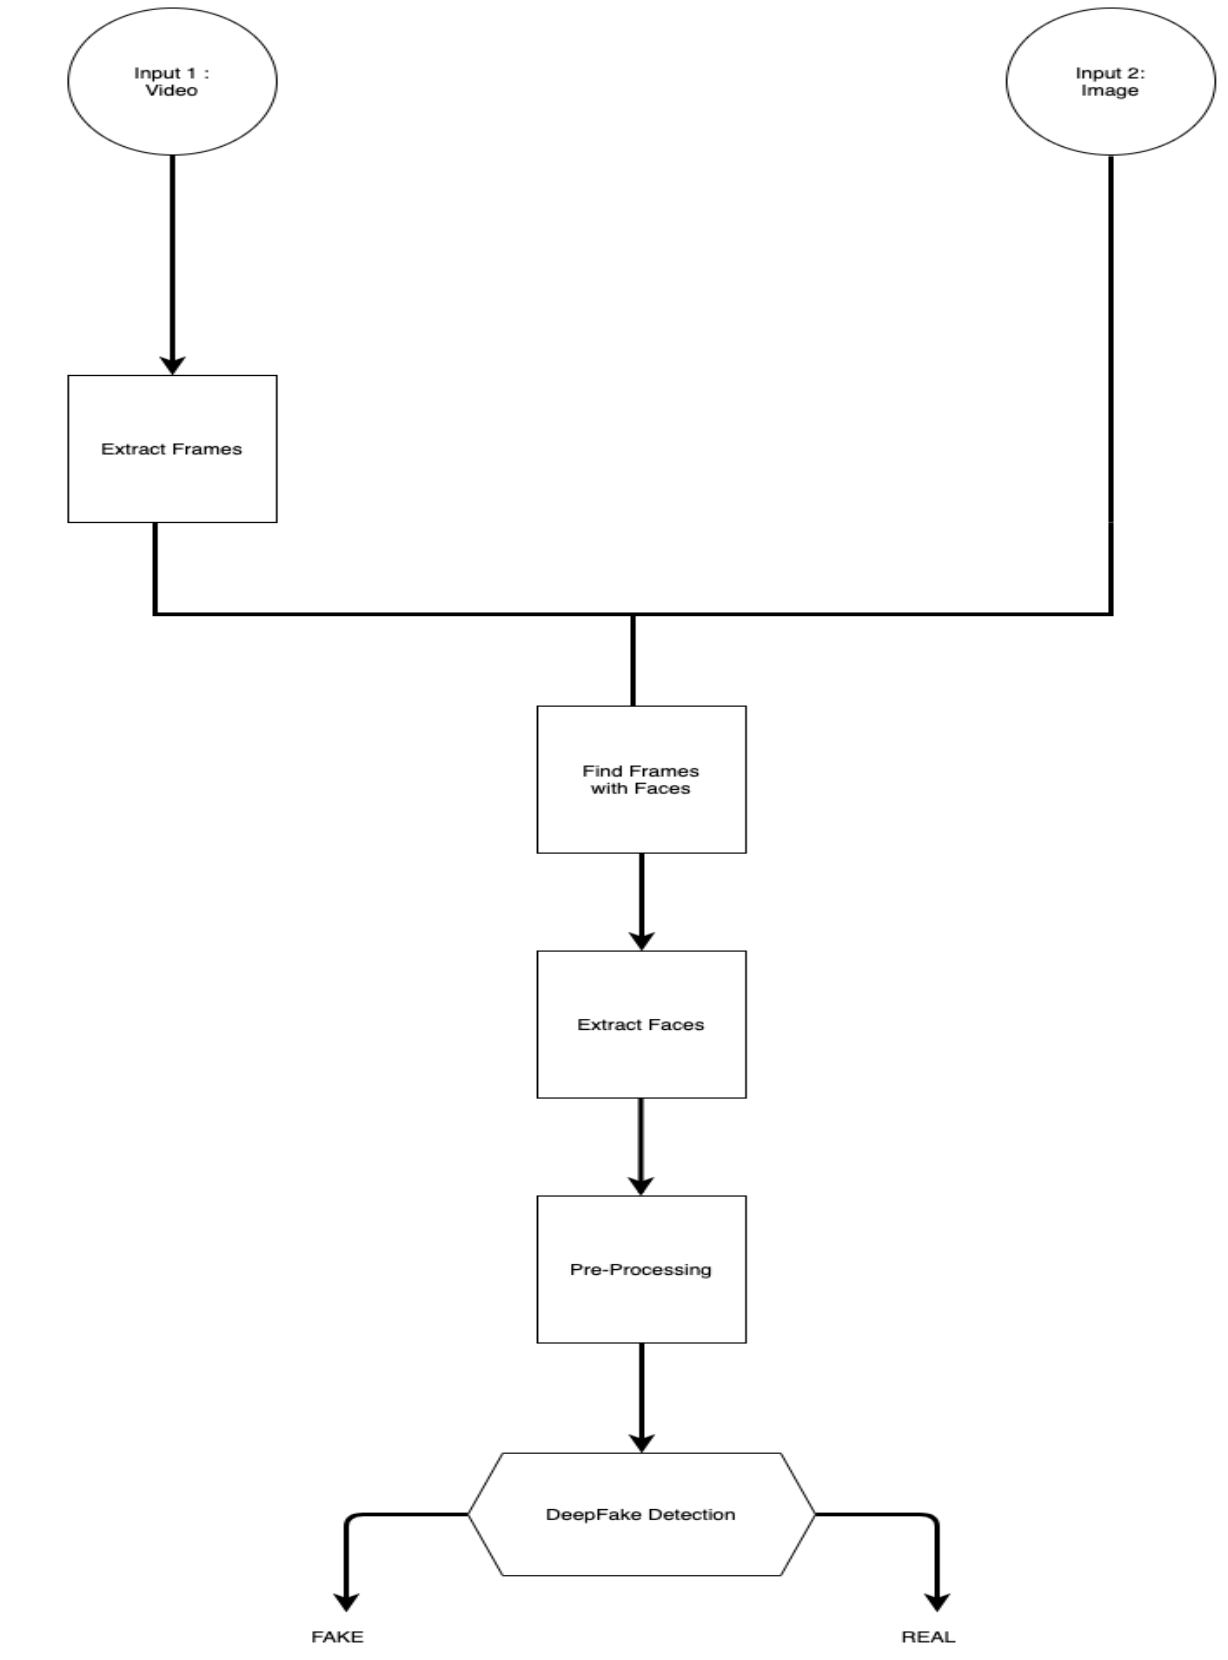 Input 1 :
Video
Input 2:
Image
Extract Frames
Find Frames
with Faces
Extract Faces
Pre-Processing
DeepFake Detection
FAKE
REAL